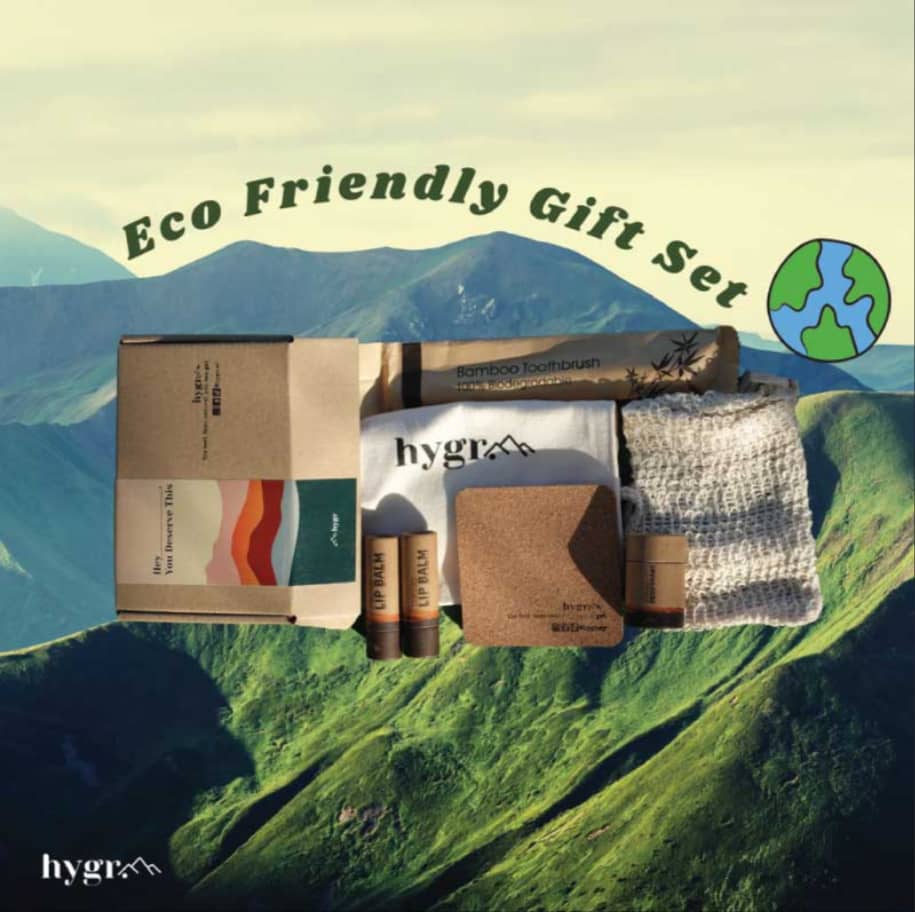 Eco Friendly Gift Set
hygr
Bamboo Toothbrush
100% Biodegradable
hygr
Hey
You Deserve This
hygr
LIP BALM
LIP BALM
hygr
hygr